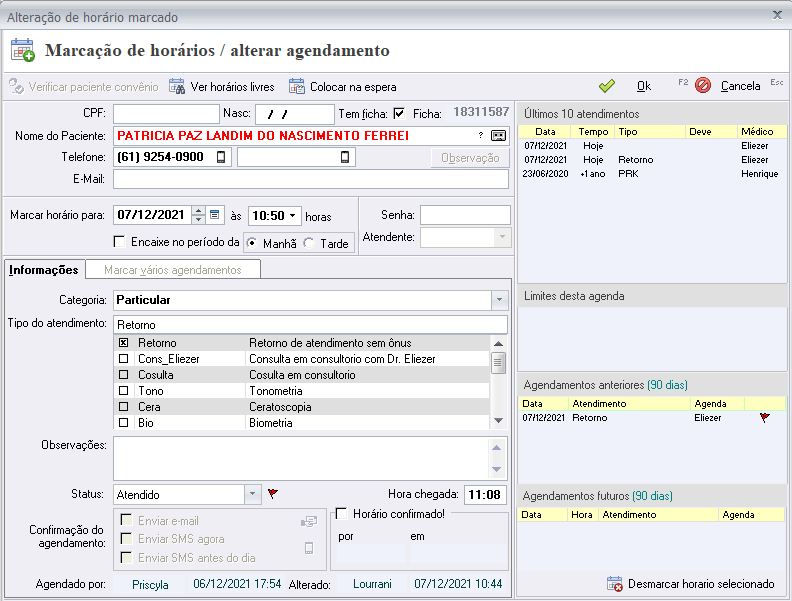 Alteração de horário marcado
Marcação de horários / alterar agendamento
Verificar paciente convênio Ver horários livres Colocar na espera Ok F2 Cancela Esc
CPF: Nasc: / / Tem ficha: Ficha: 18311587
Nome do Paciente: PATRICIA PAZ LANDIM DO NASCIMENTO FERREI ?
Telefone: (61) 9254-0900 Observação
E-Mail:
Marcar horário para: 07/12/2021 às 10:50 horas
Encaixe no período da Manhã Tarde
Senha:
Atendente:
Informações Marcar vários agendamentos
Categoria: Particular
Tipo do atendimento: Retorno
Retorno Retorno de atendimento sem ônus
Cons_Eliezer Consulta em consultorio com Dr. Eliezer
Cosulta Cosulta em consultorio
Tono Tonometria
Cera Ceratoscopia
Bio Biometria
Observações:
Status: Atendido Hora chegada: 11:08
Confirmação do agendamento:
Enviar e-mail
Enviar SMS agora
Enviar SMS antes do dia
Horário confirmado!
por em
Agendado por: Priscyla 06/12/2021 17:54 Alterado: Lourrani 07/12/2021 10:44
Últimos 10 atendimentos
Data Tempo Tipo Deve Médico
07/12/2021 Hoje Eliezer
07/12/2021 Hoje Retorno Eliezer
23/06/2020 +1 ano PRK Henrique
Limites desta agenda
Agendamentos anteriores (90 dias)
Data Atendimento Agenda
07/12/2021 Retorno Eliezer
Agendamentos futuros (90 dias)
Data Hora Atendimento Agenda
Desmarcar horario selecionado